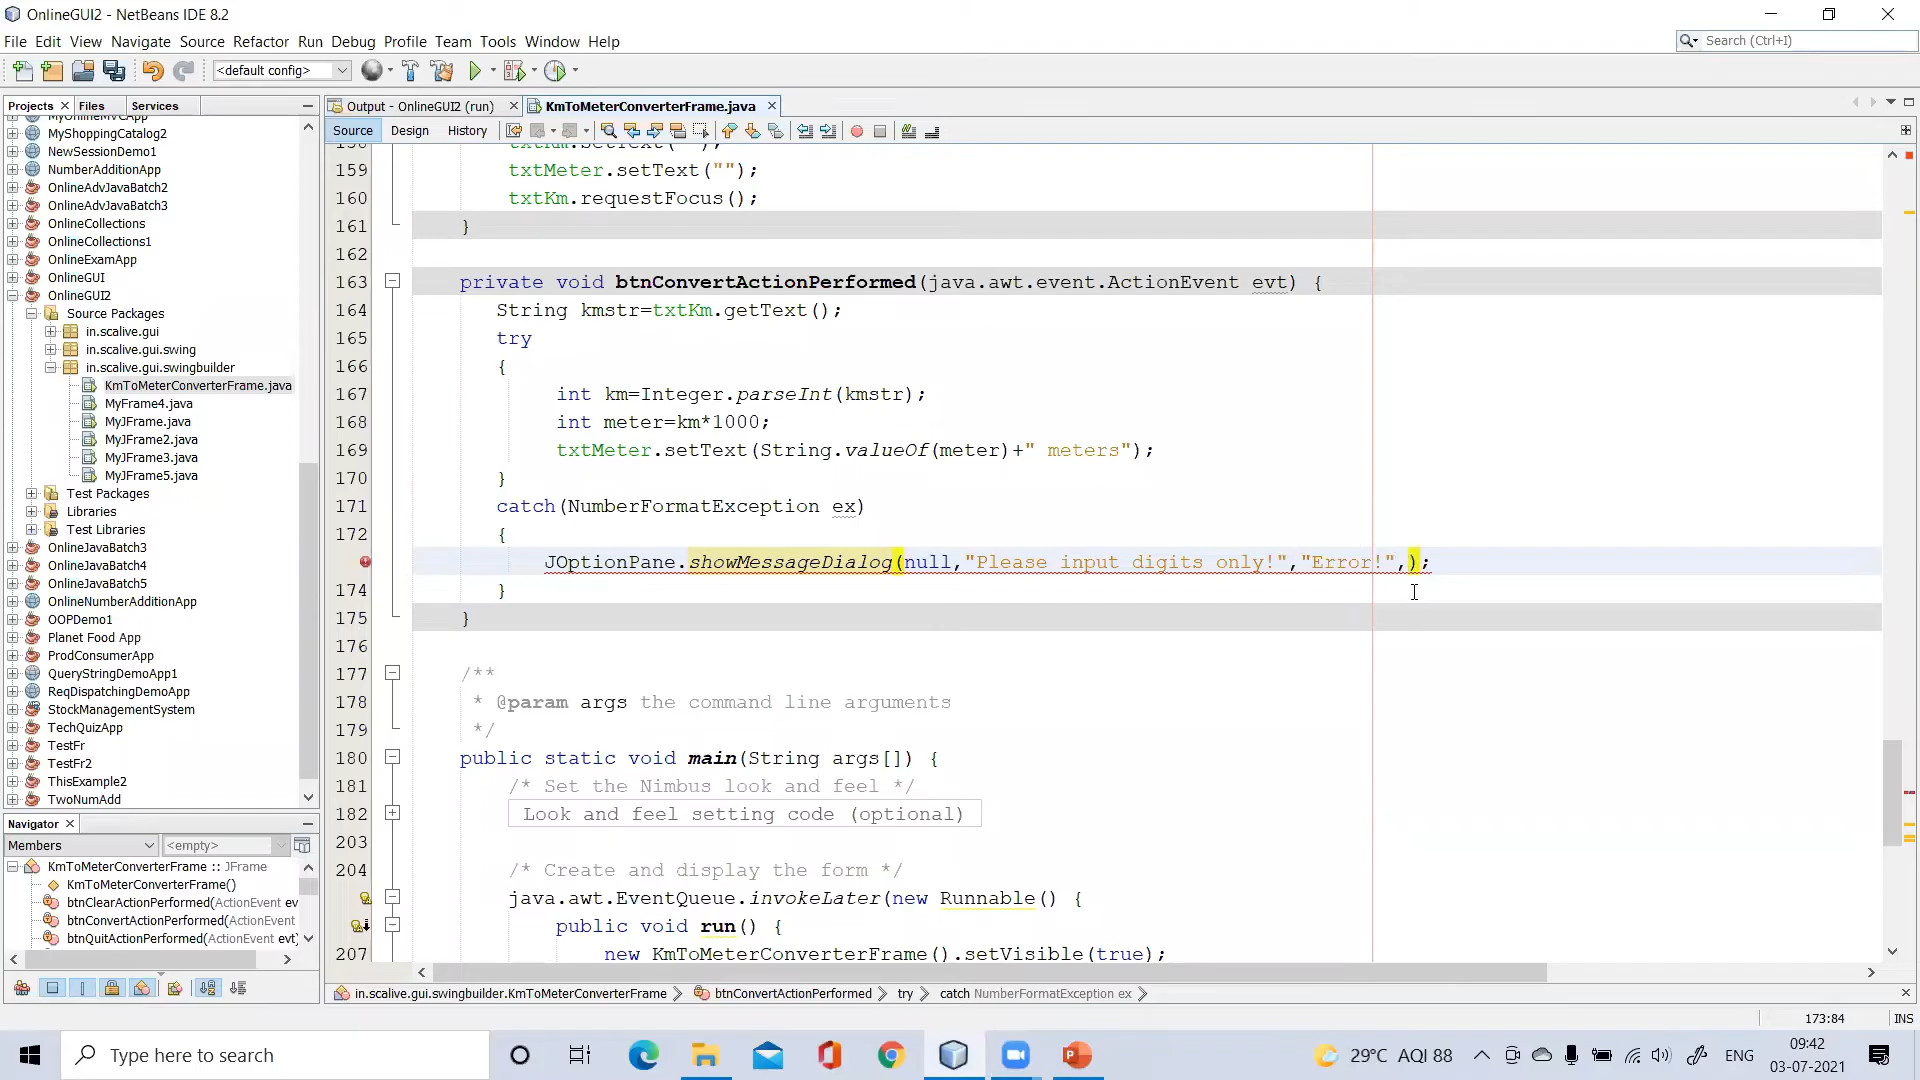 OnlineGUI2 - NetBeans IDE 8.2
File Edit View Navigate Source Refactor Run Debug Profile Team Tools Window Help
Search (Ctrl+I)
<default config>
Projects Files Services
Output - OnlineGUI2 (run) KmToMeterConverterFrame.java
Source Design History
MyOnlineMVCApp
MyShoppingCatalog2
NewSessionDemo1
NumberAdditionApp
OnlineAdvJavaBatch2
OnlineAdvJavaBatch3
OnlineCollections
OnlineCollections1
OnlineExamApp
OnlineGUI
OnlineGUI2
Source Packages
in.scalive.gui
in.scalive.gui.swing
in.scalive.gui.swingbuilder
KmToMeterConverterFrame.java
MyFrame4.java
MyJFrame.java
MyJFrame2.java
MyJFrame3.java
MyJFrame5.java
Test Packages
Libraries
Test Libraries
OnlineJavaBatch3
OnlineJavaBatch4
OnlineJavaBatch5
OnlineNumberAdditionApp
OOPDemo1
Planet Food App
ProdConsumerApp
QueryStringDemoApp1
ReqDispatchingDemoApp
StockManagementSystem
TechQuizApp
TestFr
TestFr2
ThisExample2
TwoNumAdd
Navigator
Members <empty>
KmToMeterConverterFrame :: JFrame
KmToMeterConverterFrame()
btnClearActionPerformed(ActionEvent ev
btnConvertActionPerformed(ActionEvent
btnQuitActionPerformed(ActionEvent evt)
158 txtKm.setText("");
159 txtMeter.setText("");
160 txtKm.requestFocus();
161 }
162
163 private void btnConvertActionPerformed(java.awt.event.ActionEvent evt) {
164 String kmstr=txtKm.getText();
165 try
166 {
167 int km=Integer.parseInt(kmstr);
168 int meter=km*1000;
169 txtMeter.setText(String.valueOf(meter)+" meters");
170 }
171 catch(NumberFormatException ex)
172 {
JOptionPane.showMessageDialog(null,"Please input digits only!","Error!",);
174 }
175 }
176
177 /**
178 * @param args the command line arguments
179 */
180 public static void main(String args[]) {
181 /* Set the Nimbus look and feel */
182 Look and feel setting code (optional)
203
204 /* Create and display the form */
java.awt.EventQueue.invokeLater(new Runnable() {
public void run() {
207 new KmToMeterConverterFrame().setVisible(true);
in.scalive.gui.swingbuilder.KmToMeterConverterFrame btnConvertActionPerformed try catch NumberFormatException ex
173:84 INS
Type here to search
29°C AQI 88
ENG
09:42
03-07-2021